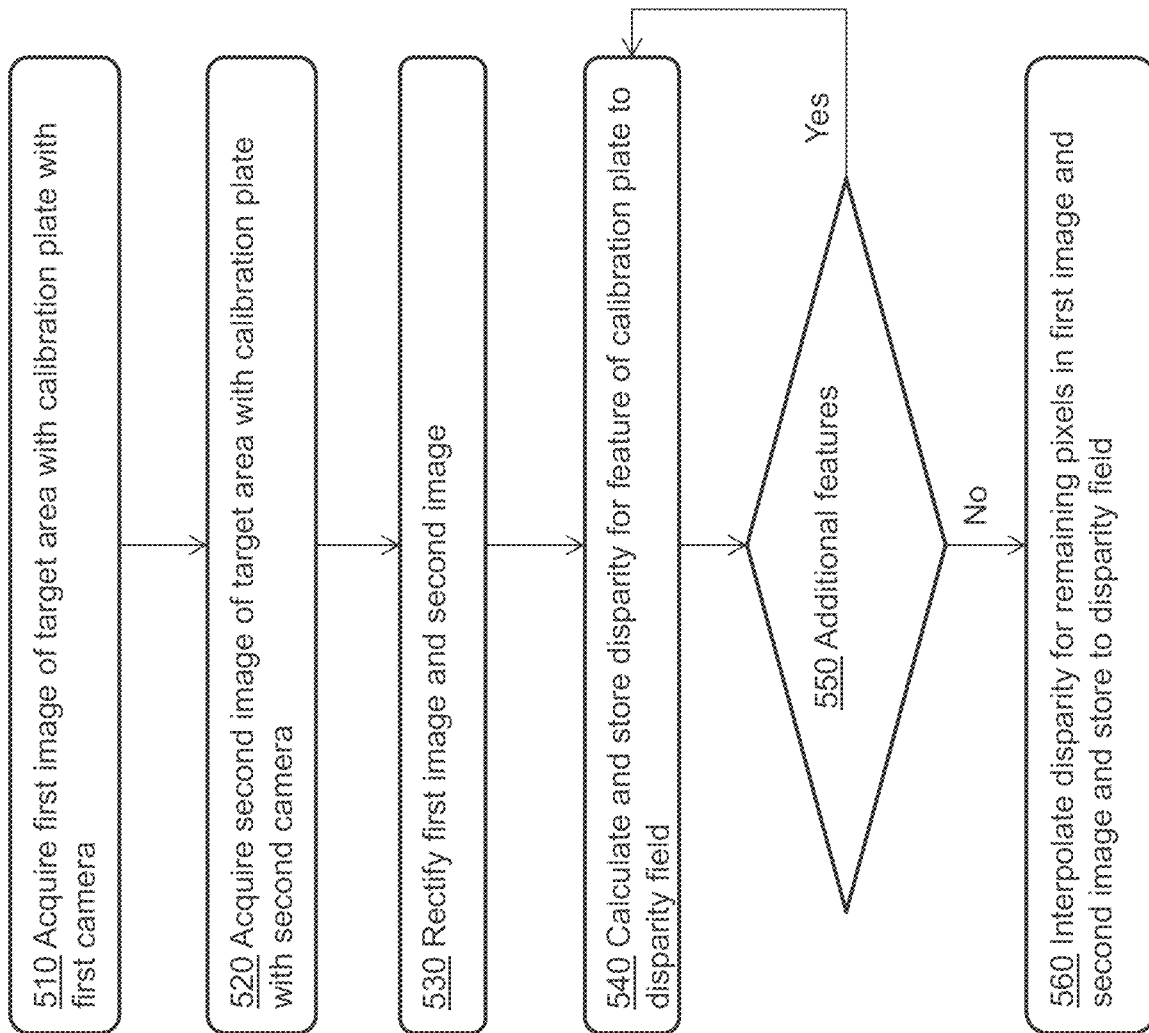 510 Acquire first image of target area with calibration plate with
first camera
520 Acquire second image of target area with calibration plate
with second camera
530 Rectify first image and second image
540 Calculate and store disparity for feature of calibration plate to
disparity field
550 Additional features
Yes
No
560 Interpolate disparity for remaining pixels in first image and
second image and store to disparity field